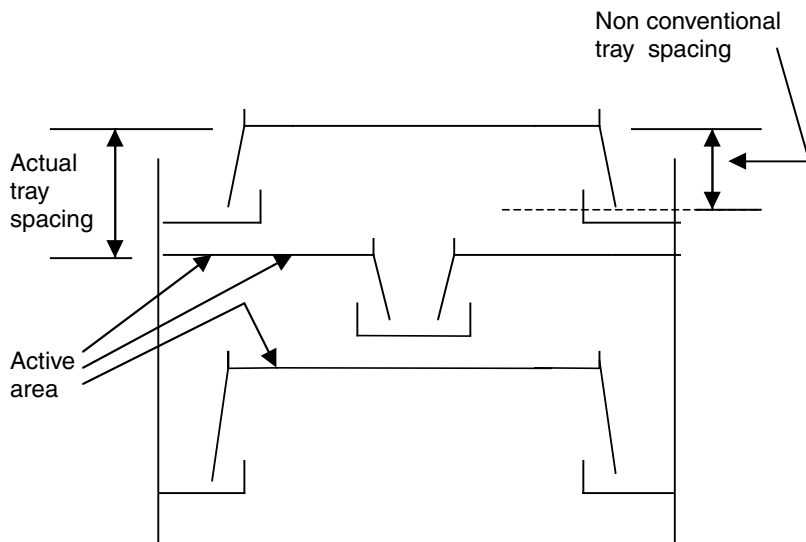 Non conventional
tray spacing
Actual
tray
spacing
Active
area